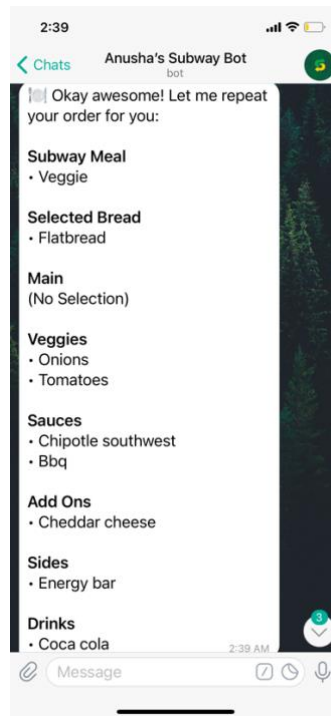 2:39
Chats
Anusha's Subway Bot
bot
🍽 Okay awesome! Let me repeat
your order for you:
Subway Meal
• Veggie
Selected Bread
• Flatbread
Main
(No Selection)
Veggies
• Onions
• Tomatoes
Sauces
• Chipotle southwest
• Bbq
Add Ons
• Cheddar cheese
Sides
• Energy bar
Drinks
• Coca cola
2:39 AM
3
Message